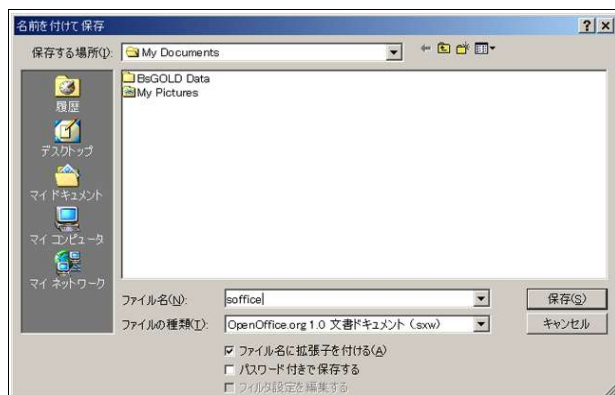 名前を付けて保存
保存する場所(I):
My Documents
履歴
デスクトップ
マイ ドキュメント
マイ コンピュータ
マイ ネットワーク
BsGOLD Data
My Pictures
ファイル名(N):
soffice
保存(S)
ファイルの種類(T):
OpenOffice.org 1.0 文書ドキュメント (.sxw)
キャンセル
ファイル名に拡張子を付ける(A)
パスワード付きで保存する
フィルタ設定を編集する